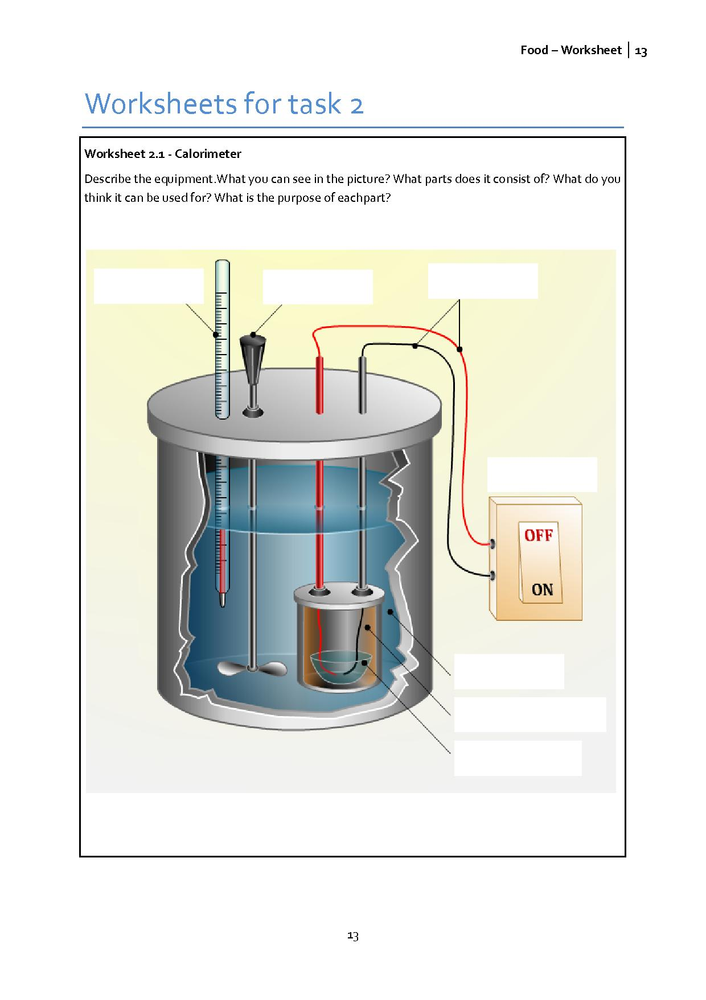 Food – Worksheet 13
Worksheets for task 2
Worksheet 2.1 - Calorimeter
Describe the equipment.What you can see in the picture? What parts does it consist of? What do you
think it can be used for? What is the purpose of eachpart?
OFF
ON
13